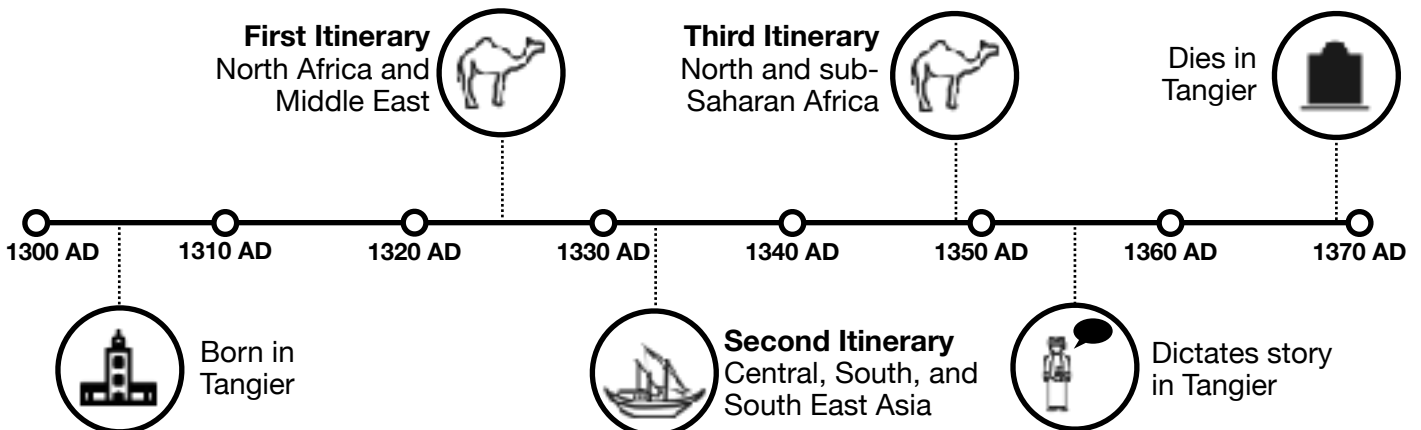 First Itinerary
North Africa and
Middle East
Third Itinerary
North and sub-
Saharan Africa
Dies in
Tangier
1300 AD
1310 AD
1320 AD
1330 AD
1340 AD
1350 AD
1360 AD
1370 AD
Born in
Tangier
Second Itinerary
Central, South, and
South East Asia
Dictates story
in Tangier